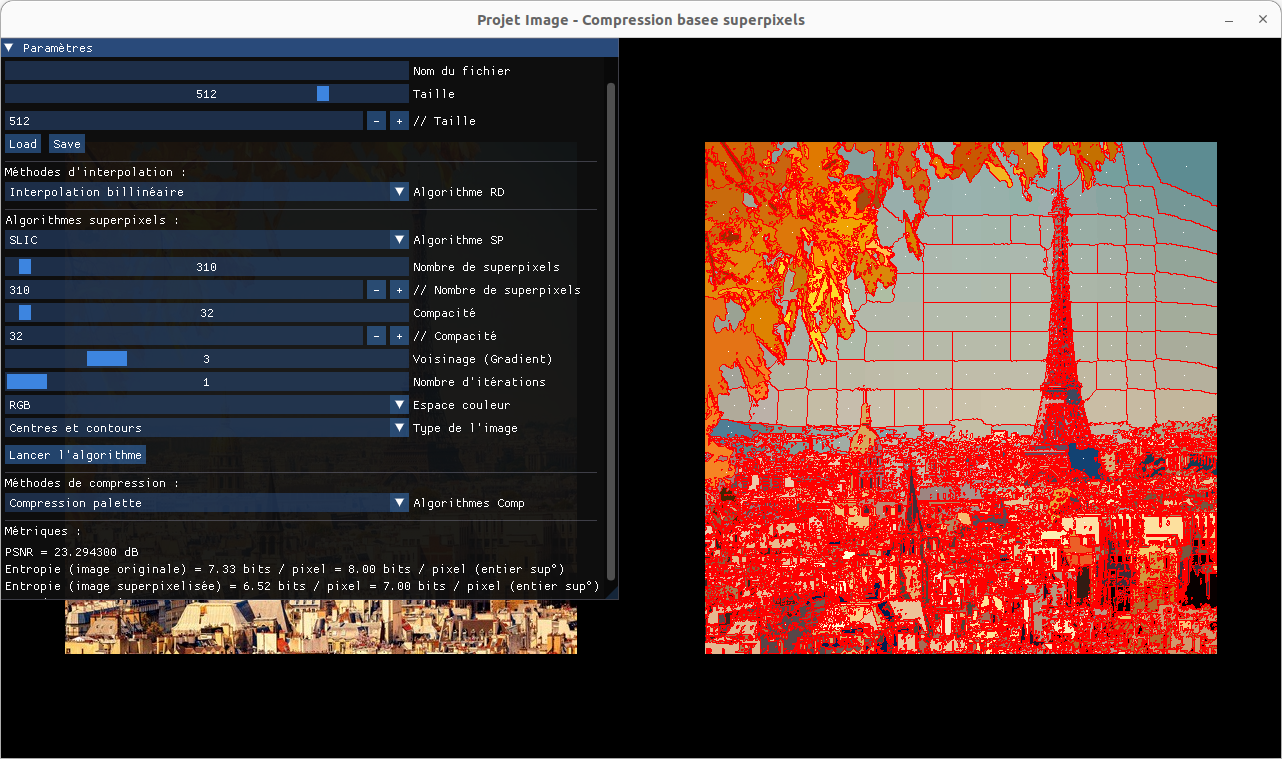 Projet Image - Compression basee superpixels
Paramètres
Nom du fichier
512 Taille
512 - + // Taille
Load Save
Méthodes d'interpolation :
Interpolation billinéaire Algorithme RD
Algorithmes superpixels :
SLIC Algorithme SP
310 Nombre de superpixels
310 - + // Nombre de superpixels
32 Compacité
32 - + // Compacité
3 Voisinage (Gradient)
1 Nombre d'itérations
RGB Espace couleur
Centres et contours Type de l'image
Lancer l'algorithme
Méthodes de compression :
Compression palette Algorithmes Comp
Métriques :
PSNR = 23.294300 dB
Entropie (image originale) = 7.33 bits / pixel = 8.00 bits / pixel (entier sup°)
Entropie (image superpixelisée) = 6.52 bits / pixel = 7.00 bits / pixel (entier sup°)